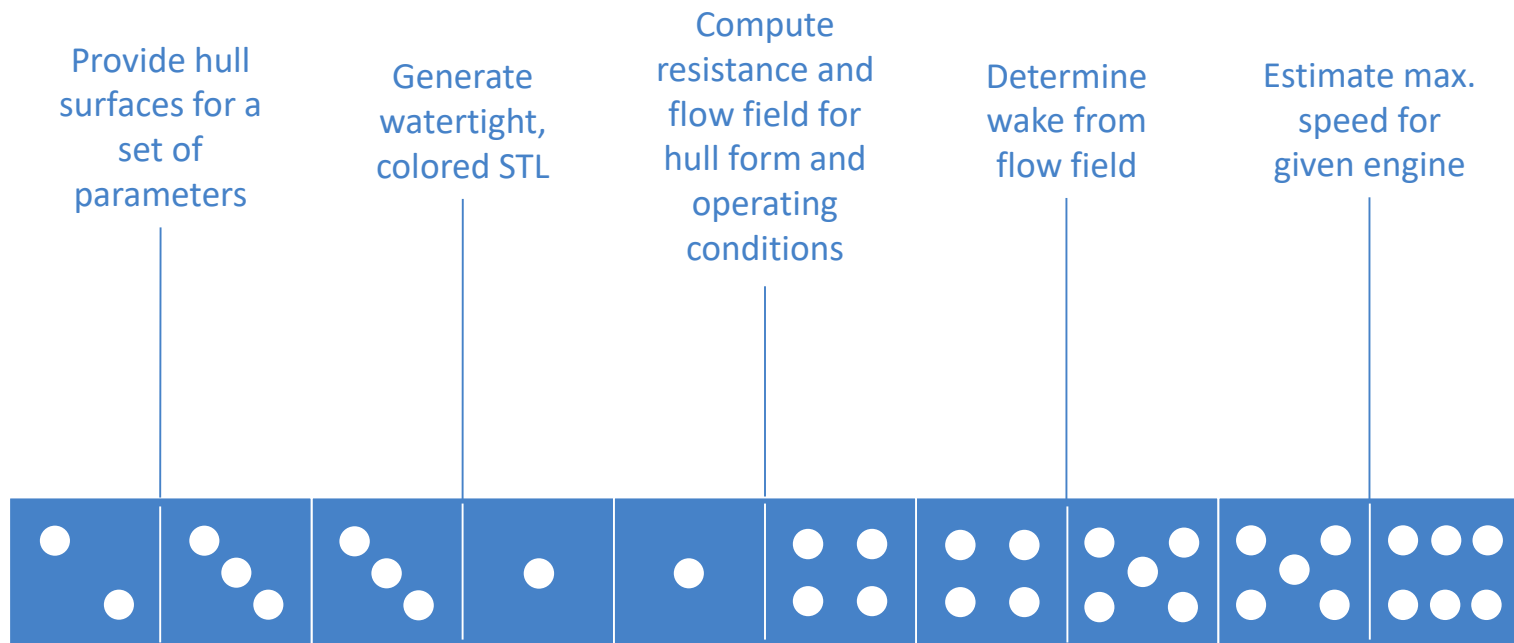 Provide hull
surfaces for a
set of
parameters
Generate
watertight,
colored STL
Compute
resistance and
flow field for
hull form and
operating
conditions
Determine
wake from
flow field
Estimate max.
speed for
given engine